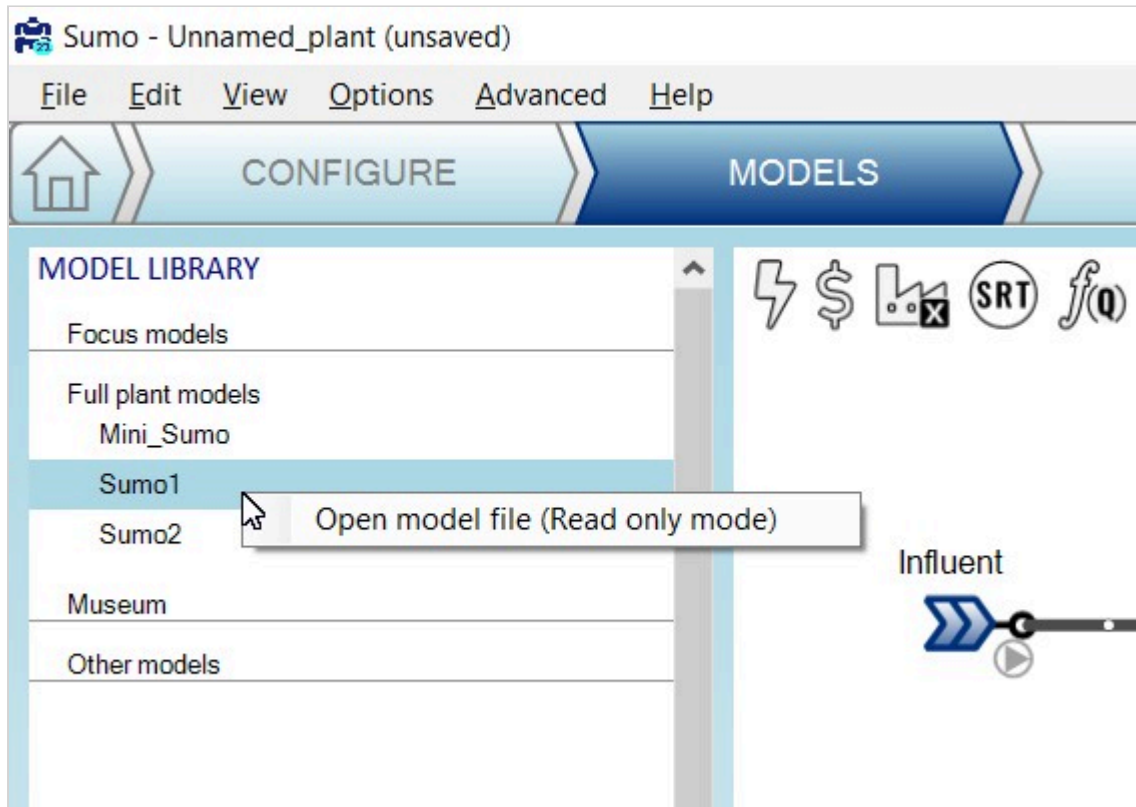 Sumo - Unnamed_plant (unsaved)
File Edit View Options Advanced Help
CONFIGURE MODELS
MODEL LIBRARY
Focus models
Full plant models
Mini_Sumo
Sumo1
Open model file (Read only mode)
Sumo2
Museum
Other models
$ X SRT f(Q)
Influent